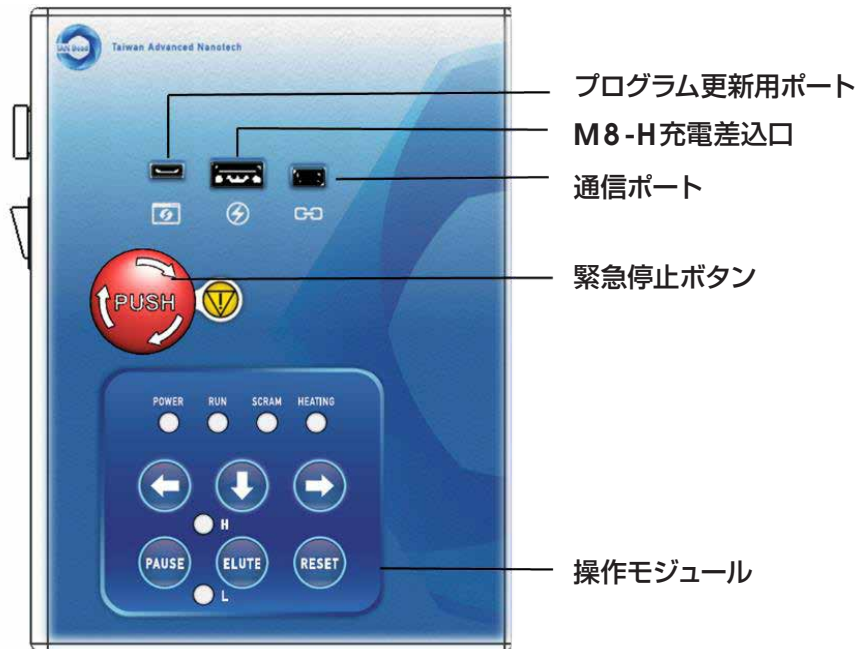 TAN Bead
Taiwan Advanced Nanotech
プログラム更新用ポート
M8-H充電差込口
通信ポート
緊急停止ボタン
PUSH
POWER RUN SCRAM HEATING
H
PAUSE ELUTE RESET
L
操作モジュール